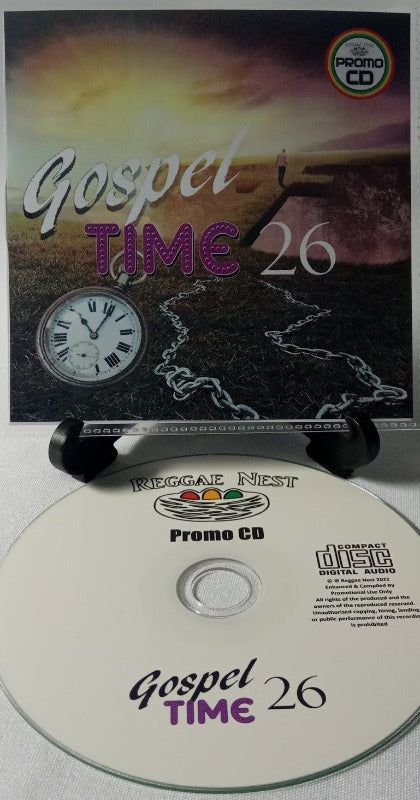 PROMO
CD
Gospel
TIME 26
REGGAE NEST
Promo CD
COMPACT
disc
DIGITAL AUDIO
© ℗ Reggae Nest 2022
Enhanced & Compiled by
Promotional Use Only
All rights of the produced and the
owners of the reproduced reserved.
Unauthorised copying, hiring, lending
or public performance of this recording
is prohibited
Gospel
TIME 26